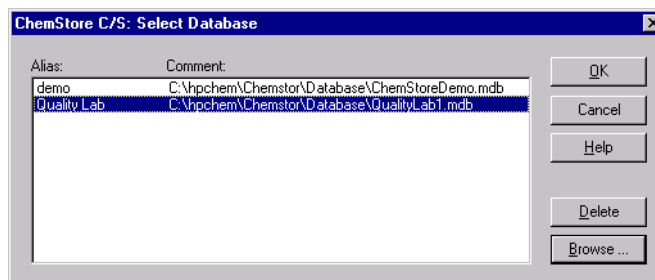 ChemStore C/S: Select Database
Alias: Comment:
demo C:\hpchem\Chemstor\Database\ChemStoreDemo.mdb
Quality Lab C:\hpchem\Chemstor\Database\QualityLab1.mdb
OK
Cancel
Help
Delete
Browse ...